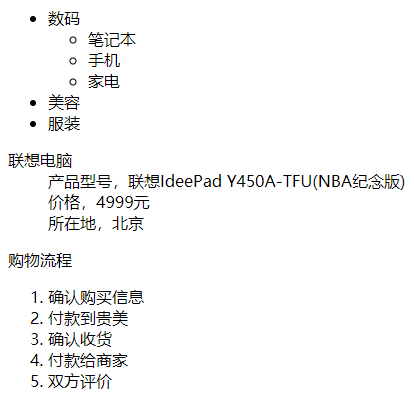 数码
笔记本
手机
家电
美容
服装
联想电脑
产品型号，联想IdeePad Y450A-TFU(NBA纪念版)
价格，4999元
所在地，北京
购物流程
1. 确认购买信息
2. 付款到贵美
3. 确认收货
4. 付款给商家
5. 双方评价